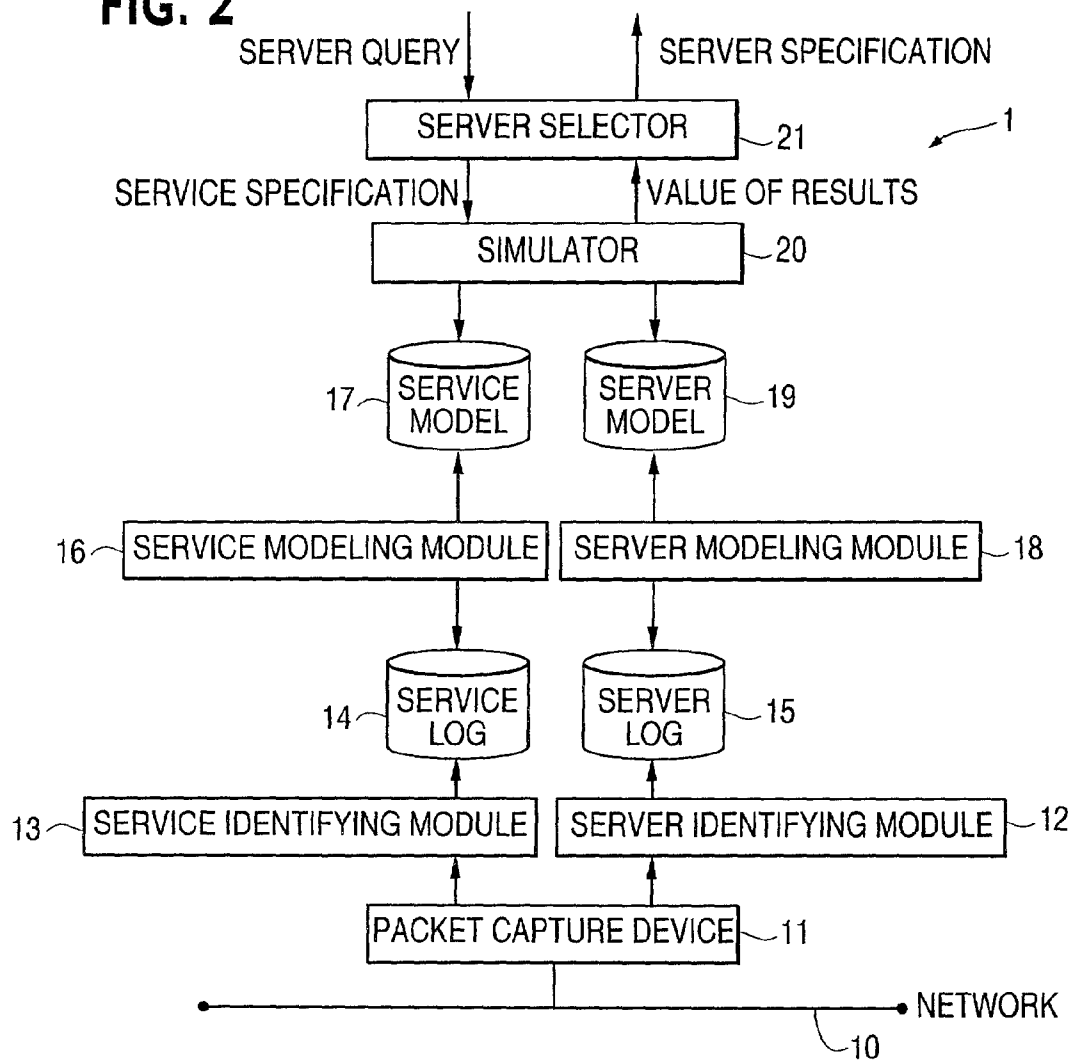 FIG. 2
SERVER QUERY
SERVER SPECIFICATION
SERVER SELECTOR
21
1
SERVICE SPECIFICATION
VALUE OF RESULTS
SIMULATOR
20
17
SERVICE
MODEL
SERVER
MODEL
19
16
SERVICE MODELING MODULE
SERVER MODELING MODULE
18
14
SERVICE
LOG
SERVER
LOG
15
13
SERVICE IDENTIFYING MODULE
SERVER IDENTIFYING MODULE
12
PACKET CAPTURE DEVICE
11
NETWORK
10